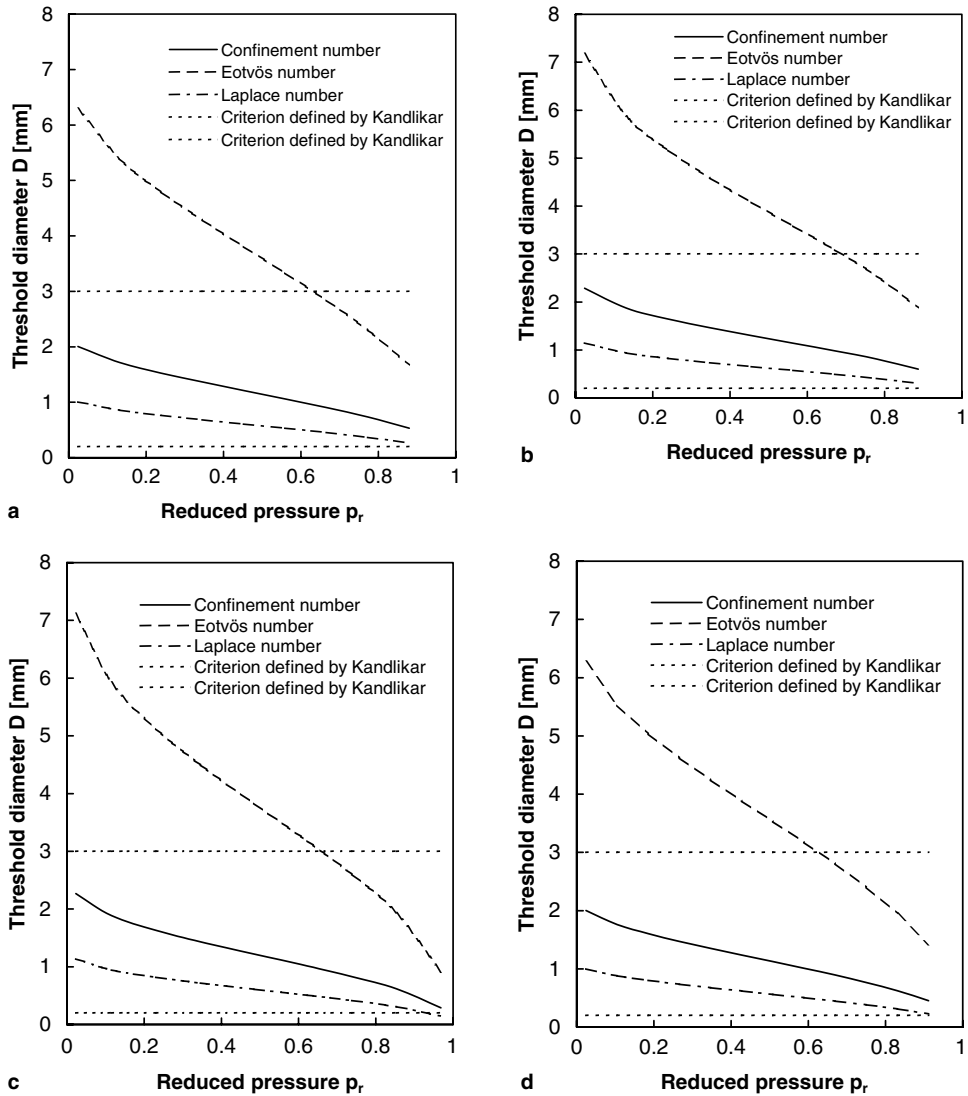 8
7
6
5
4
3
2
1
0
Threshold diameter D [mm]
Confinement number
Eotvös number
Laplace number
Criterion defined by Kandlikar
Criterion defined by Kandlikar
0 0.2 0.4 0.6 0.8 1
Reduced pressure pr
a
8
7
6
5
4
3
2
1
0
Threshold diameter D [mm]
Confinement number
Eotvös number
Laplace number
Criterion defined by Kandlikar
Criterion defined by Kandlikar
0 0.2 0.4 0.6 0.8 1
Reduced pressure pr
b
8
7
6
5
4
3
2
1
0
Threshold diameter D [mm]
Confinement number
Eotvös number
Laplace number
Criterion defined by Kandlikar
Criterion defined by Kandlikar
0 0.2 0.4 0.6 0.8 1
Reduced pressure pr
c
8
7
6
5
4
3
2
1
0
Threshold diameter D [mm]
Confinement number
Eotvös number
Laplace number
Criterion defined by Kandlikar
Criterion defined by Kandlikar
0 0.2 0.4 0.6 0.8 1
Reduced pressure pr
d